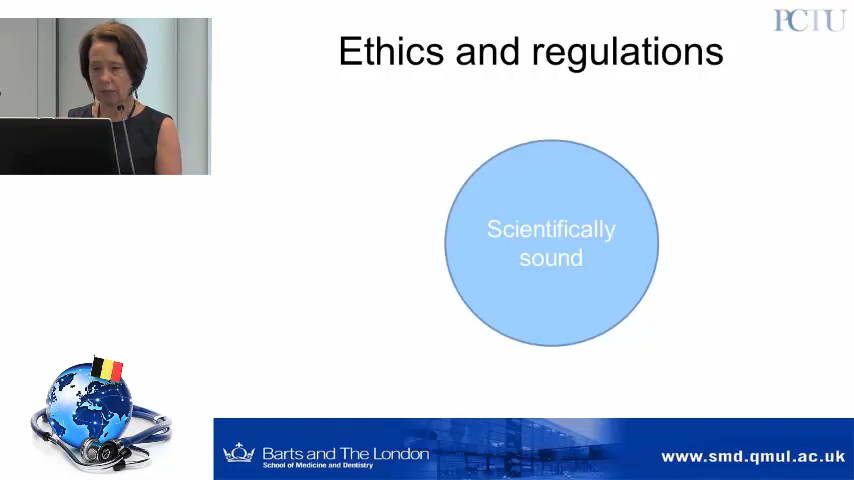 PCTU
Ethics and regulations
Scientifically
sound
Barts and The London
School of Medicine and Dentistry
www.smd.qmul.ac.uk